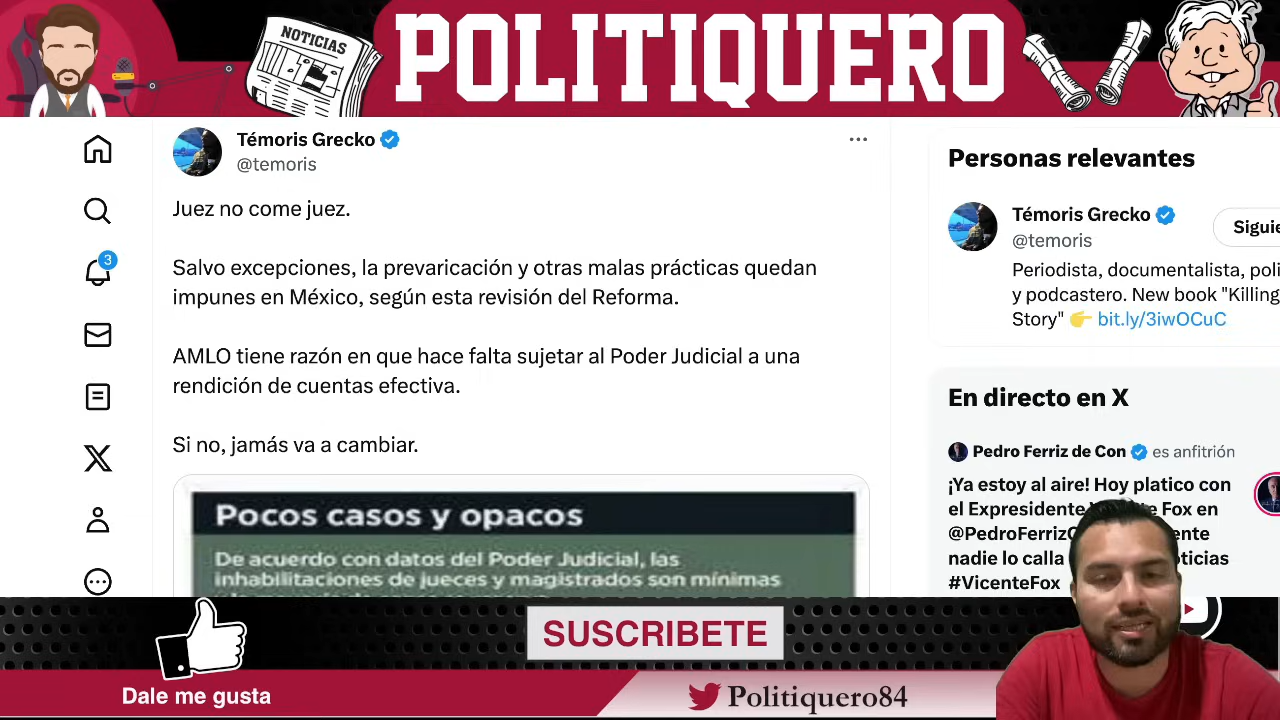 NOTICIAS
POLITIQUERO
Témoris Grecko
@temoris
Juez no come juez.
Salvo excepciones, la prevaricación y otras malas prácticas quedan
impunes en México, según esta revisión del Reforma.
AMLO tiene razón en que hace falta sujetar al Poder Judicial a una
rendición de cuentas efectiva.
Si no, jamás va a cambiar.
Pocos casos y opacos
De acuerdo con datos del Poder Judicial, las
inhabilitaciones de jueces y magistrados son mínimas
3
Personas relevantes
Témoris Grecko
Siguie
@temoris
Periodista, documentalista, poli
y podcastero. New book "Killing
Story" 👉 bit.ly/3iwOCuC
En directo en X
Pedro Ferriz de Con es anfitrión
¡Ya estoy al aire! Hoy platico con
el Expresidente Fox en
@PedroFerrizC
nadie lo calla
#VicenteFox
SUSCRIBETE
Dale me gusta
Politiquero84